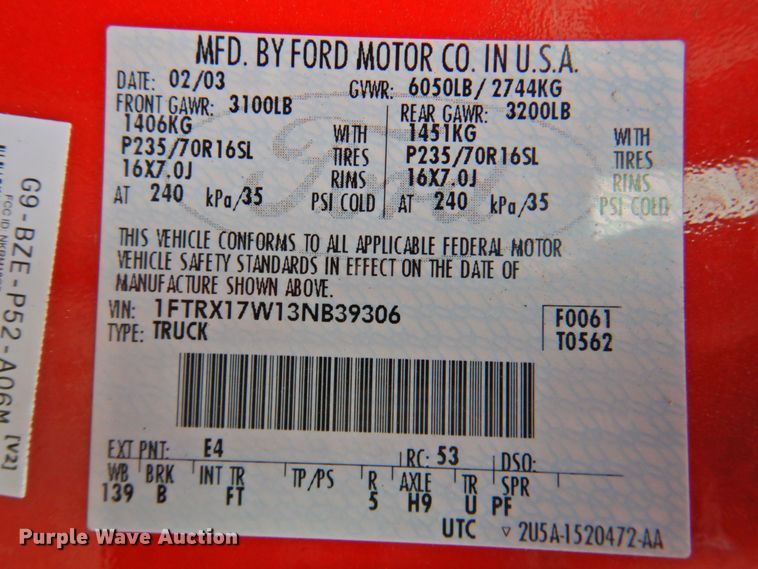 MFD. BY FORD MOTOR CO. IN U.S.A.
DATE: 02/03 GVWR: 6050LB/ 2744KG
FRONT GAWR: 3100LB REAR GAWR: 3200LB
1406KG WITH 1451KG WITH
P235/70R16SL TIRES P235/70R16SL TIRES
16X7.0J RIMS 16X7.0J RIMS
AT 240 kPa/35 PSI COLD AT 240 kPa/35 PSI COLD
THIS VEHICLE CONFORMS TO ALL APPLICABLE FEDERAL MOTOR
VEHICLE SAFETY STANDARDS IN EFFECT ON THE DATE OF
MANUFACTURE SHOWN ABOVE.
VIN: 1FTRX17W13NB39306 F0061
TYPE: TRUCK T0562
EXT PNT: E4 RC: 53 DSO:
WB BRK INT TR TP/PS R AXLE TR SPR
139 B FT 5 H9 U PF
UTC ▽ 2U5A-1520472-AA
Ford
G9-BZE-P52-A06M [V2]
FCC ID
Purple Wave Auction